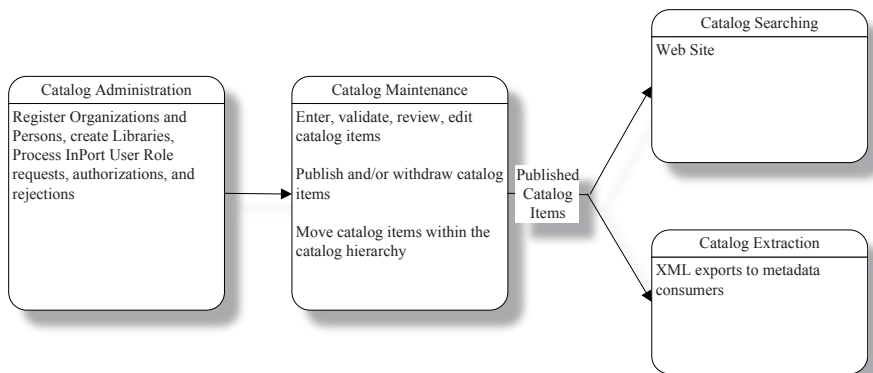 Catalog Administration
Register Organizations and
Persons, create Libraries,
Process InPort User Role
requests, authorizations, and
rejections
Catalog Maintenance
Enter, validate, review, edit
catalog items
Publish and/or withdraw catalog
items
Move catalog items within the
catalog hierarchy
Published
Catalog
Items
Catalog Searching
Web Site
Catalog Extraction
XML exports to metadata
consumers